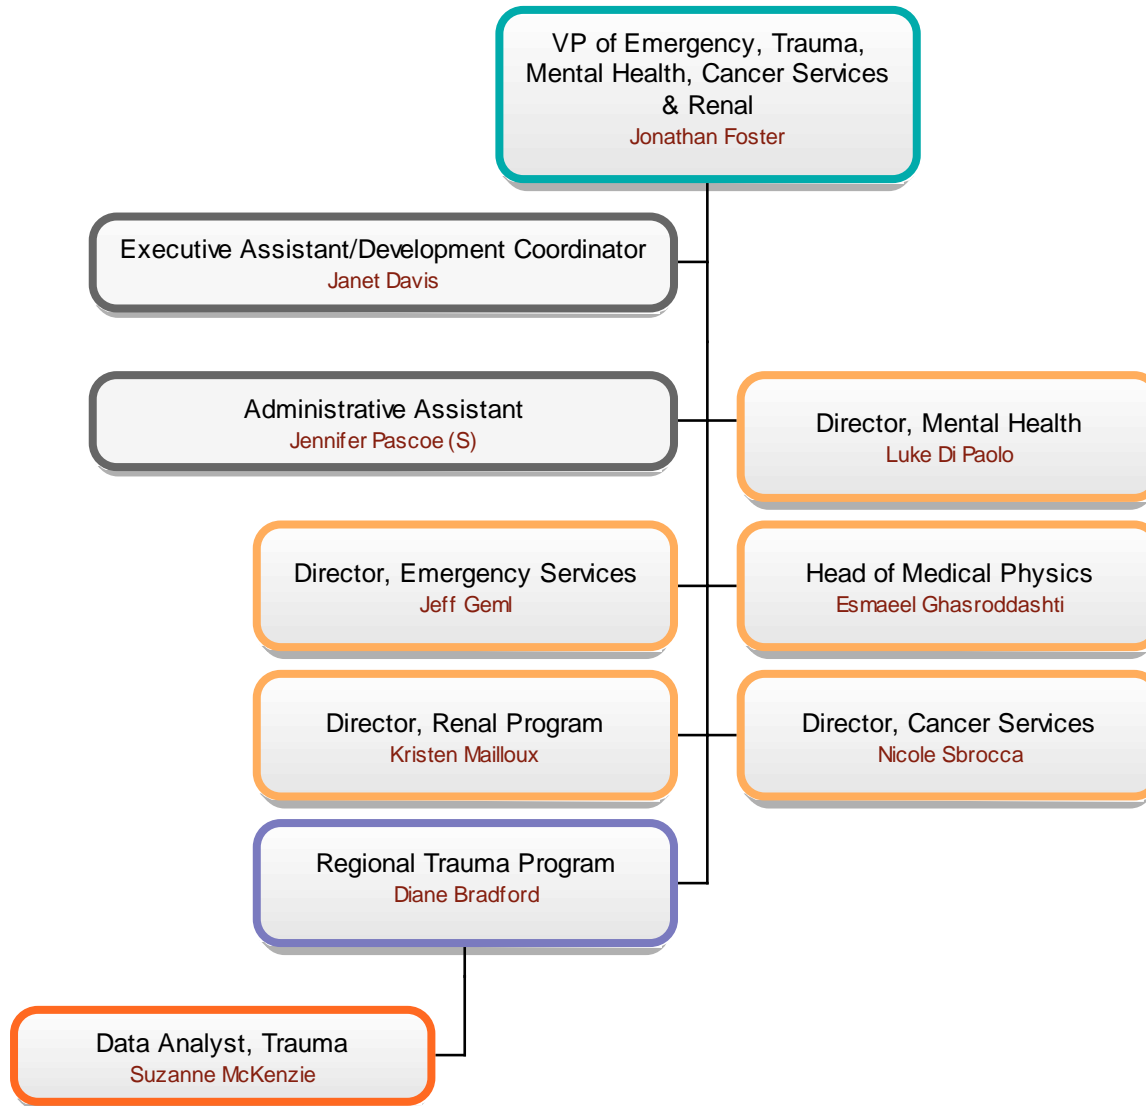 VP of Emergency, Trauma,
Mental Health, Cancer Services
& Renal
Jonathan Foster
Executive Assistant/Development Coordinator
Janet Davis
Administrative Assistant
Jennifer Pascoe (S)
Director, Mental Health
Luke Di Paolo
Director, Emergency Services
Jeff Geml
Head of Medical Physics
Esmaeel Ghasroddashti
Director, Renal Program
Kristen Mailloux
Director, Cancer Services
Nicole Sbrocca
Regional Trauma Program
Diane Bradford
Data Analyst, Trauma
Suzanne McKenzie